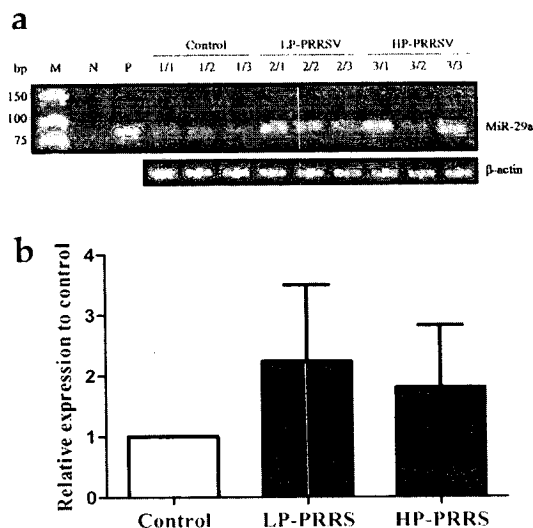 a
Control LP-PRRSV HP-PRRSV
bp M N P 1/1 1/2 1/3 2/1 2/2 2/3 3/1 3/2 3/3
150
100
75
MiR-29a
β-actin
b
Relative expression to control
4
3
2
1
0
Control LP-PRRS HP-PRRS